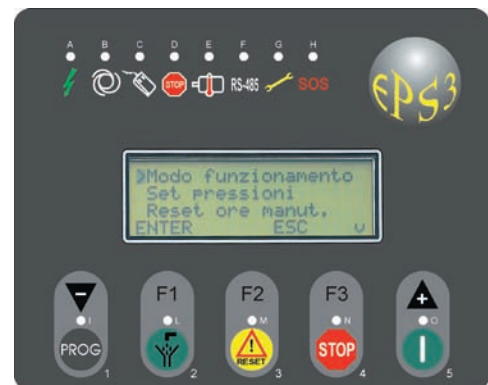 A B C D E F G H
STOP RS-485 SOS
EPS3
Modo funzionamento
Set pressioni
Reset ore manut.
ENTER ESC v
F1 F2 F3
I L M N O
PROG RESET STOP
1 2 3 4 5